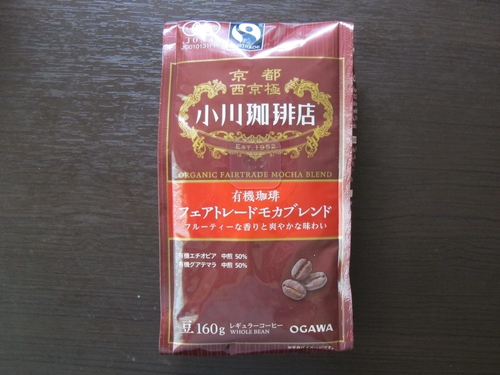 JONA
FAIRTRADE
京都
西京極
小川珈琲店
EST. 1952
ORGANIC FAIRTRADE MOCHA BLEND
有機珈琲
フェアトレードモカブレンド
フルーティーな香りと爽やかな味わい
有機エチオピア 中煎 50%
有機グアテマラ 中煎 50%
豆 160g レギュラーコーヒー
WHOLE BEAN
OGAWA